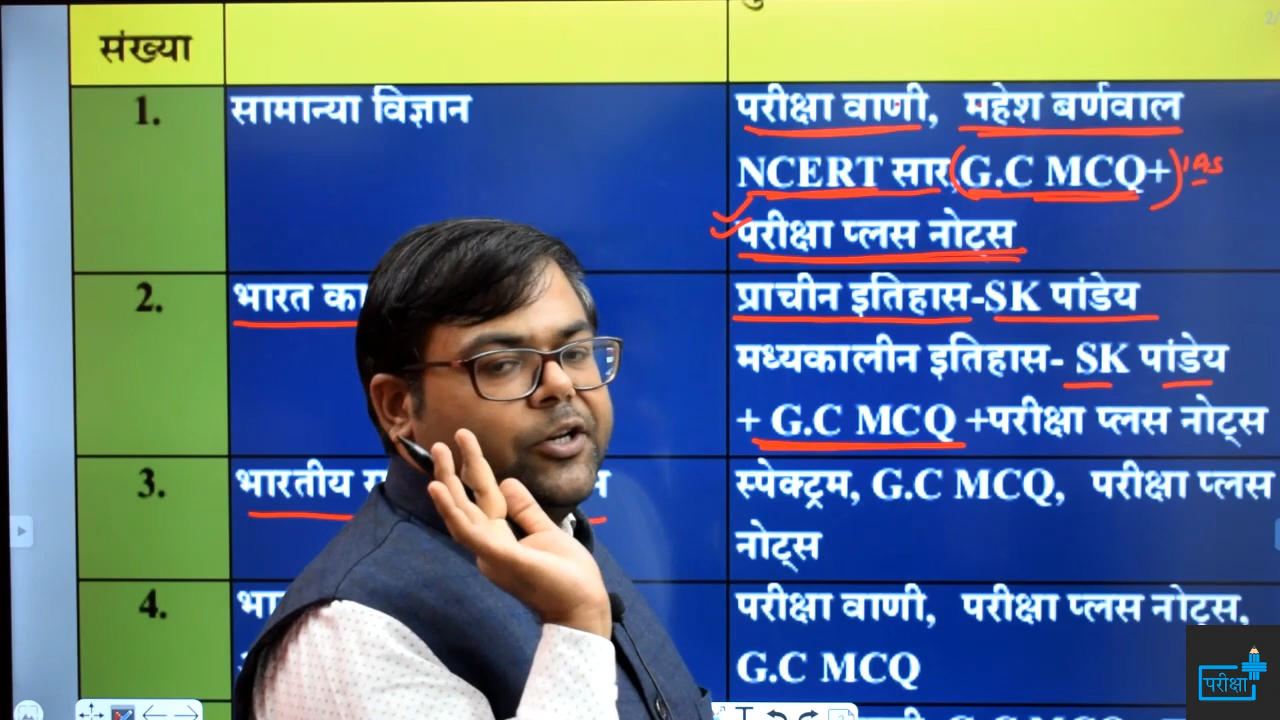 संख्या
1. सामान्या विज्ञान परीक्षा वाणी, महेश बर्णवाल
NCERT सार, (G.C MCQ+) IAS
परीक्षा प्लस नोट्स
2. भारत का प्राचीन इतिहास-SK पांडेय
मध्यकालीन इतिहास- SK पांडेय
+ G.C MCQ +परीक्षा प्लस नोट्स
3. भारतीय स्पेक्ट्रम, G.C MCQ, परीक्षा प्लस
नोट्स
4. परीक्षा वाणी, परीक्षा प्लस नोट्स,
G.C MCQ
परीक्षा